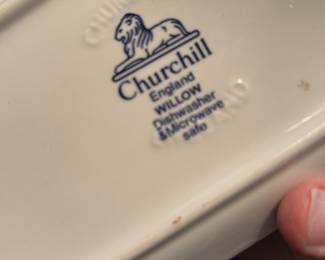 Churchill
England
WILLOW
Dishwasher
&Microwave
safe